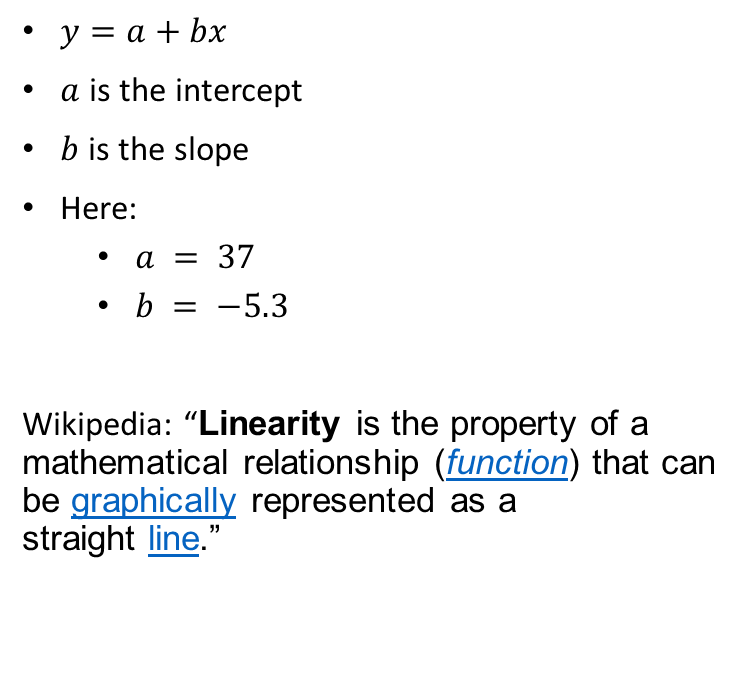 • y = a + bx
• a is the intercept
• b is the slope
• Here:
• a = 37
• b = −5.3
Wikipedia: “Linearity is the property of a
mathematical relationship (function) that can
be graphically represented as a
straight line.”